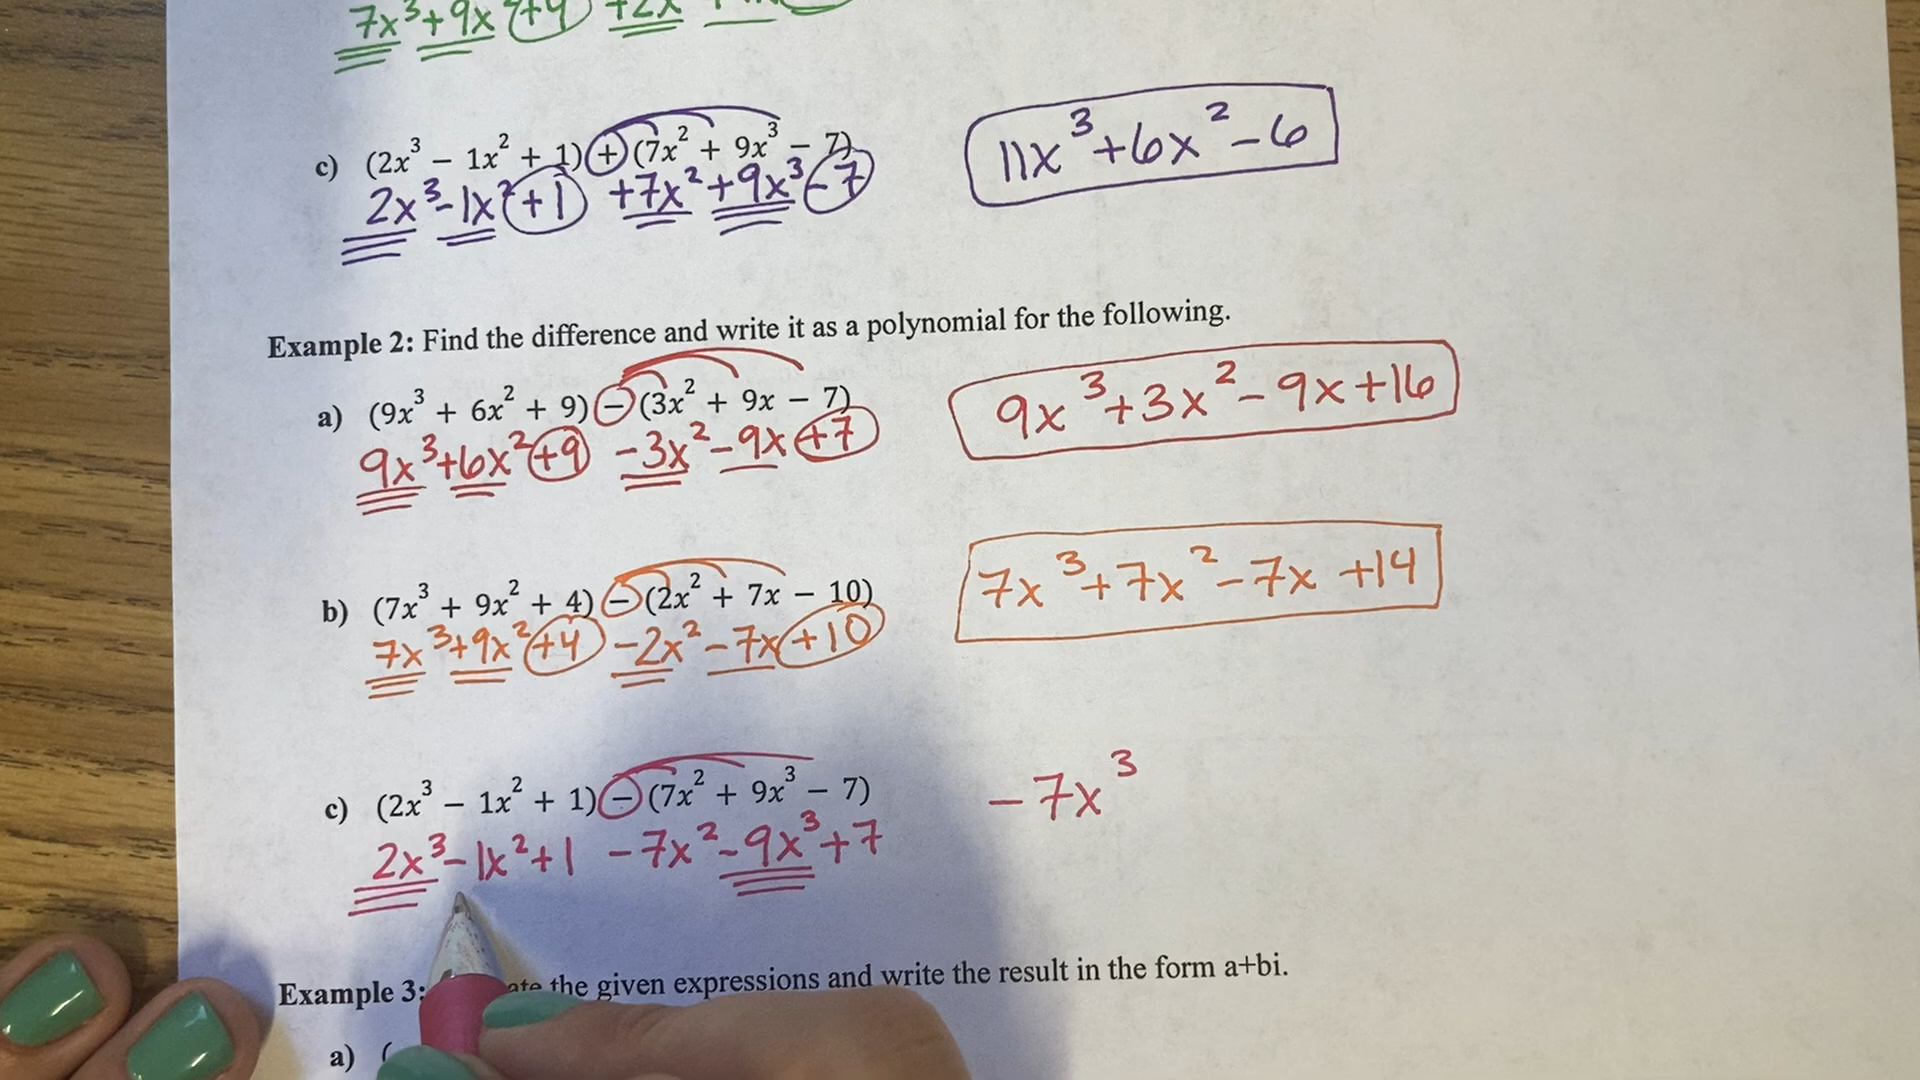 7x³ + 9x² + 4 + 2x²
c) (2x³ − 1x² + 1) + (7x² + 9x³ − 7)
11x³ + 6x² − 6
2x³ − 1x² + 1 + 7x² + 9x³ − 7
Example 2: Find the difference and write it as a polynomial for the following.
a) (9x³ + 6x² + 9) − (3x² + 9x − 7)
9x³ + 3x² − 9x + 16
9x³ + 6x² + 9 − 3x² − 9x + 7
b) (7x³ + 9x² + 4) − (2x² + 7x − 10)
7x³ + 7x² − 7x + 14
7x³ + 9x² + 4 − 2x² − 7x + 10
c) (2x³ − 1x² + 1) − (7x² + 9x³ − 7)
−7x³
2x³ − 1x² + 1 − 7x² − 9x³ + 7
Example 3: the given expressions and write the result in the form a+bi.
a) (